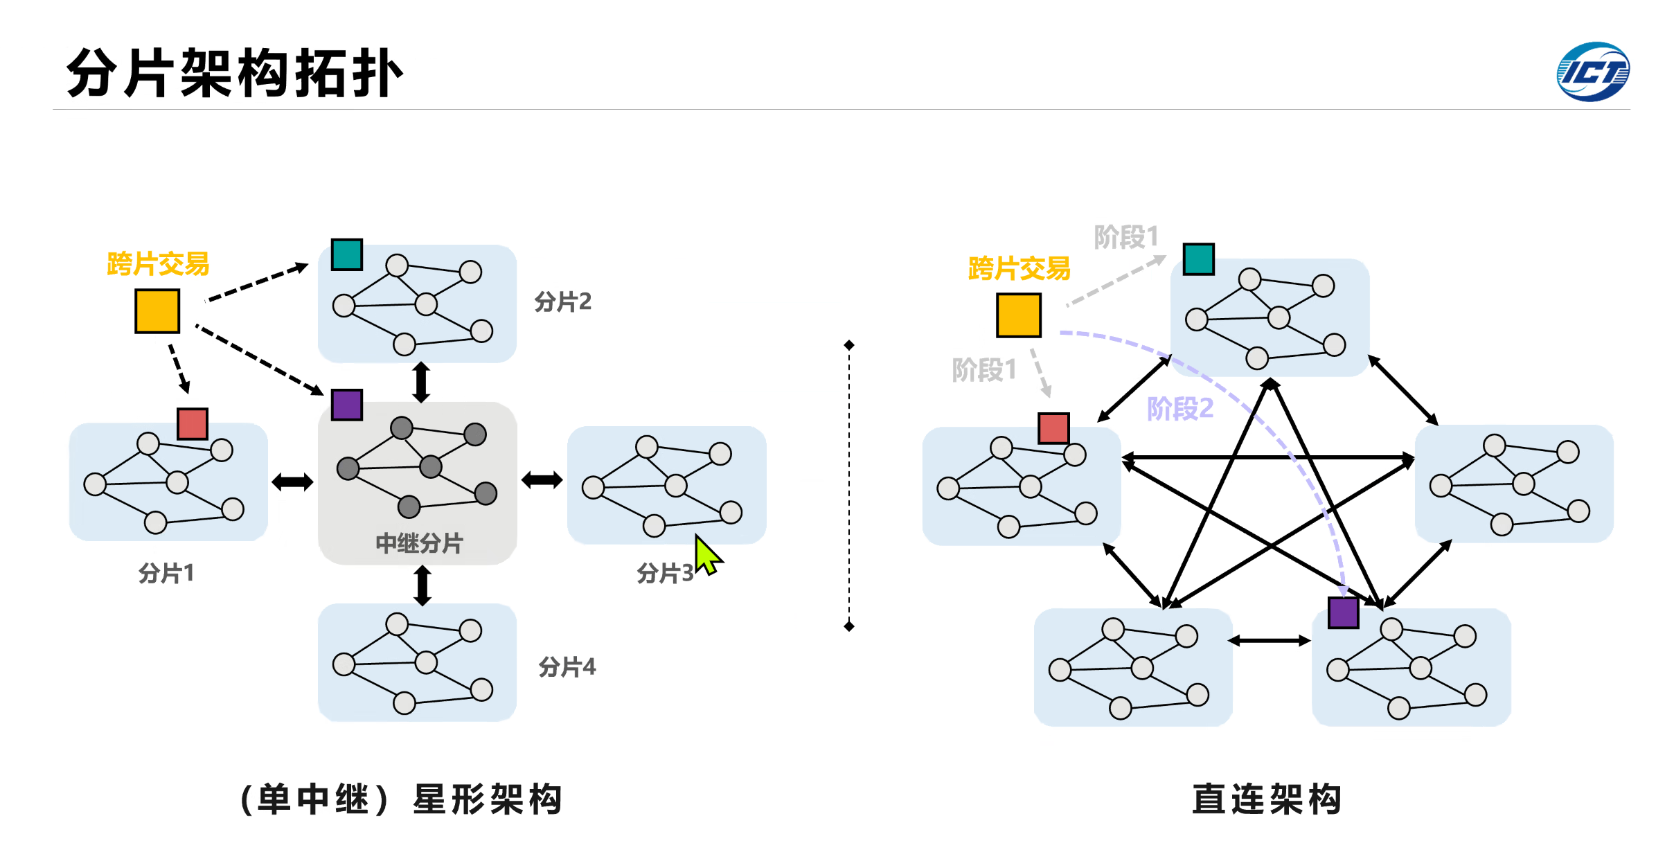 分片架构拓扑
ICT
跨片交易
分片2
中继分片
分片1
分片3
分片4
(单中继) 星形架构
阶段1
跨片交易
阶段1
阶段2
直连架构